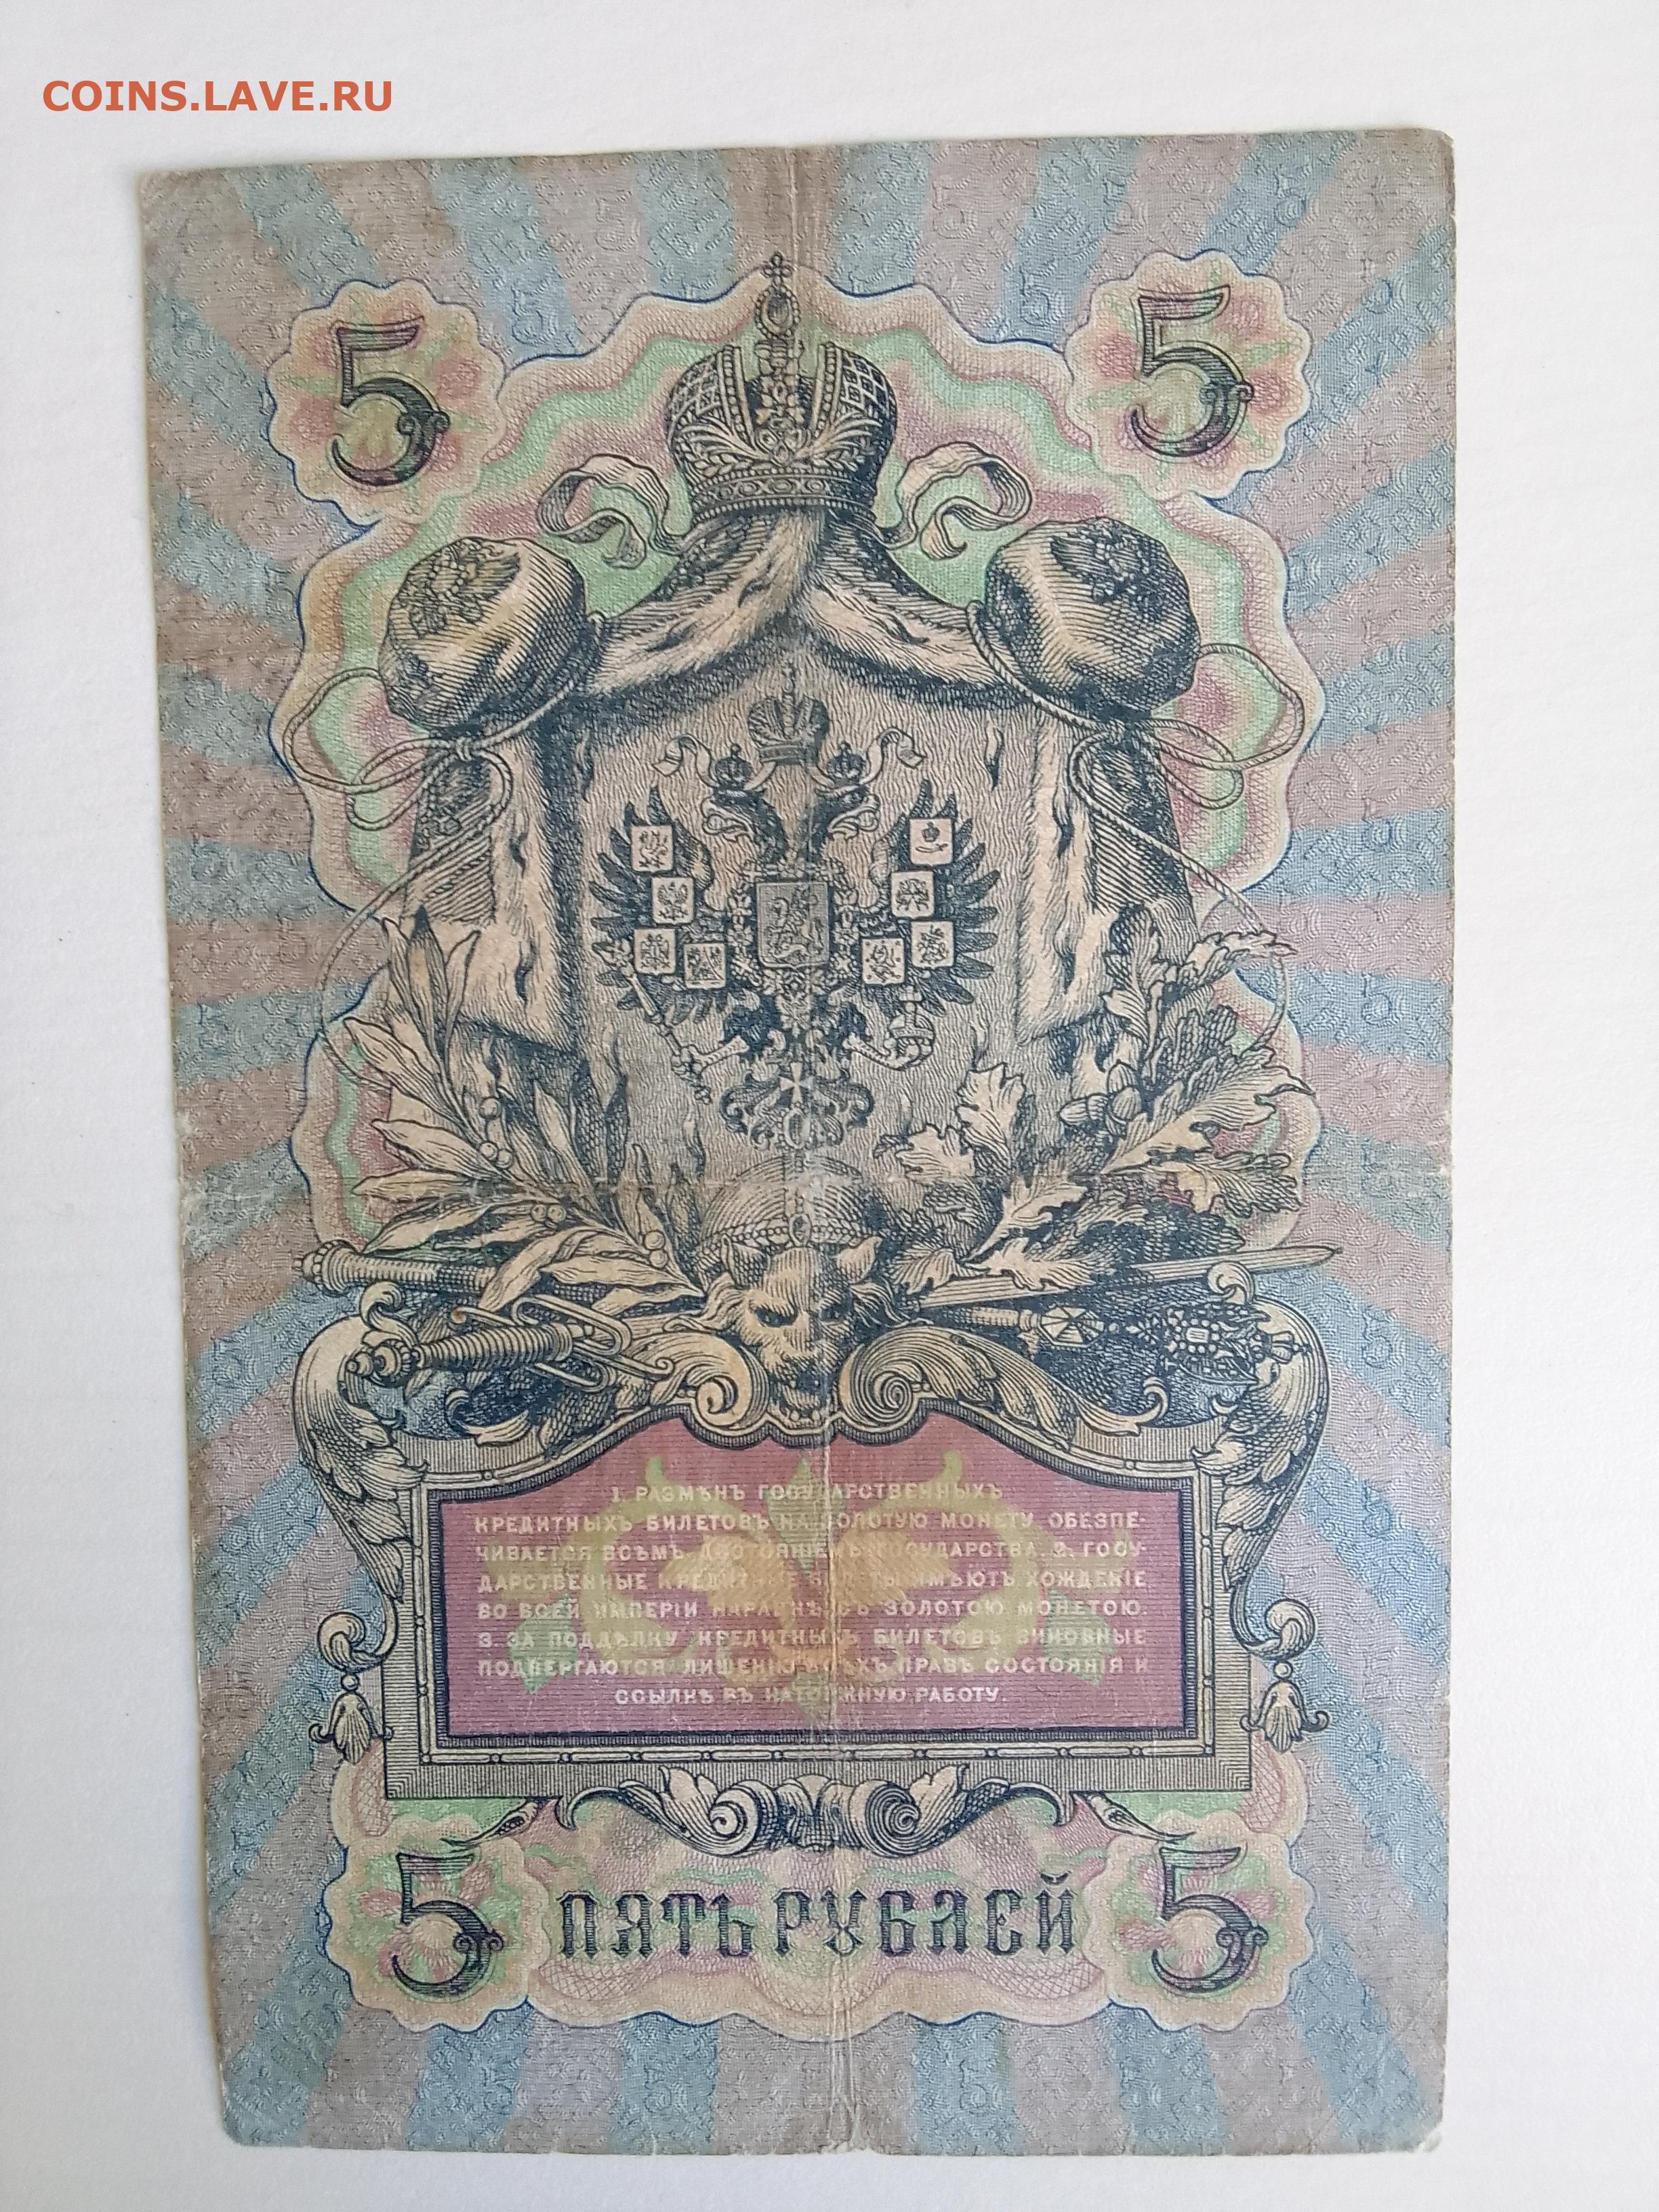 COINS.LAVE.RU
5 5
1. РАЗМѢНЪ ГОСУДАРСТВЕННЫХЪ
КРЕДИТНЫХЪ БИЛЕТОВЪ НА ЗОЛОТУЮ МОНЕТУ ОБЕЗПЕ-
ЧИВАЕТСЯ ВСѢМЪ ДОСТОЯНІЕМЪ ГОСУДАРСТВА. 2. ГОСУ-
ДАРСТВЕННЫЕ КРЕДИТНЫЕ БИЛЕТЫ ИМѢЮТЪ ХОЖДЕНІЕ
ВО ВСЕЙ ИМПЕРІИ НАРАВНѢ СЪ ЗОЛОТОЮ МОНЕТОЮ.
3. ЗА ПОДДѢЛКУ КРЕДИТНЫХЪ БИЛЕТОВЪ ВИНОВНЫЕ
ПОДВЕРГАЮТСЯ ЛИШЕНІЮ ВСѢХЪ ПРАВЪ СОСТОЯНІЯ И
ССЫЛКѢ ВЪ КАТОРЖНУЮ РАБОТУ.
5 ПЯТЬ РУБЛЕЙ 5